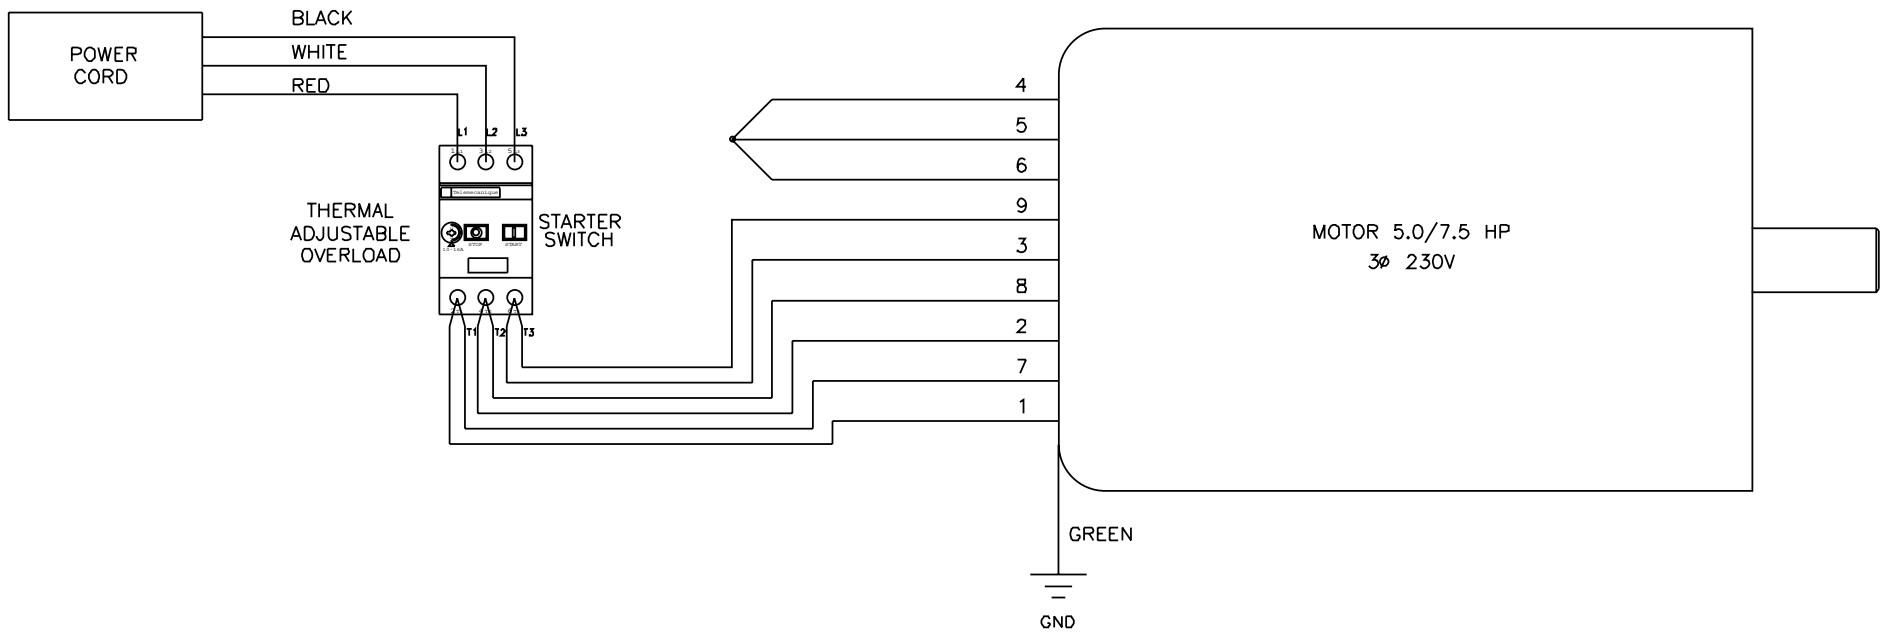 BLACK
POWER
CORD
WHITE
RED
L1 L2 L3
4
5
6
9
3
8
2
7
1
Telemecanique
THERMAL
ADJUSTABLE
OVERLOAD
STARTER
SWITCH
STOP START
T1 T2 T3
MOTOR 5.0/7.5 HP
3ø 230V
GREEN
GND